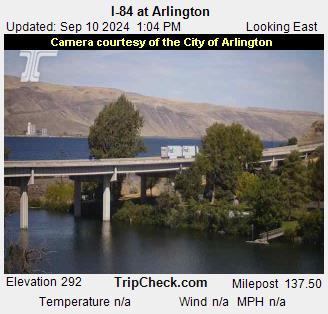 I-84 at Arlington
Updated: Sep 10 2024 1:04 PM Looking East
Camera courtesy of the City of Arlington
Elevation 292 TripCheck.com Milepost 137.50
Temperature n/a Wind n/a MPH n/a